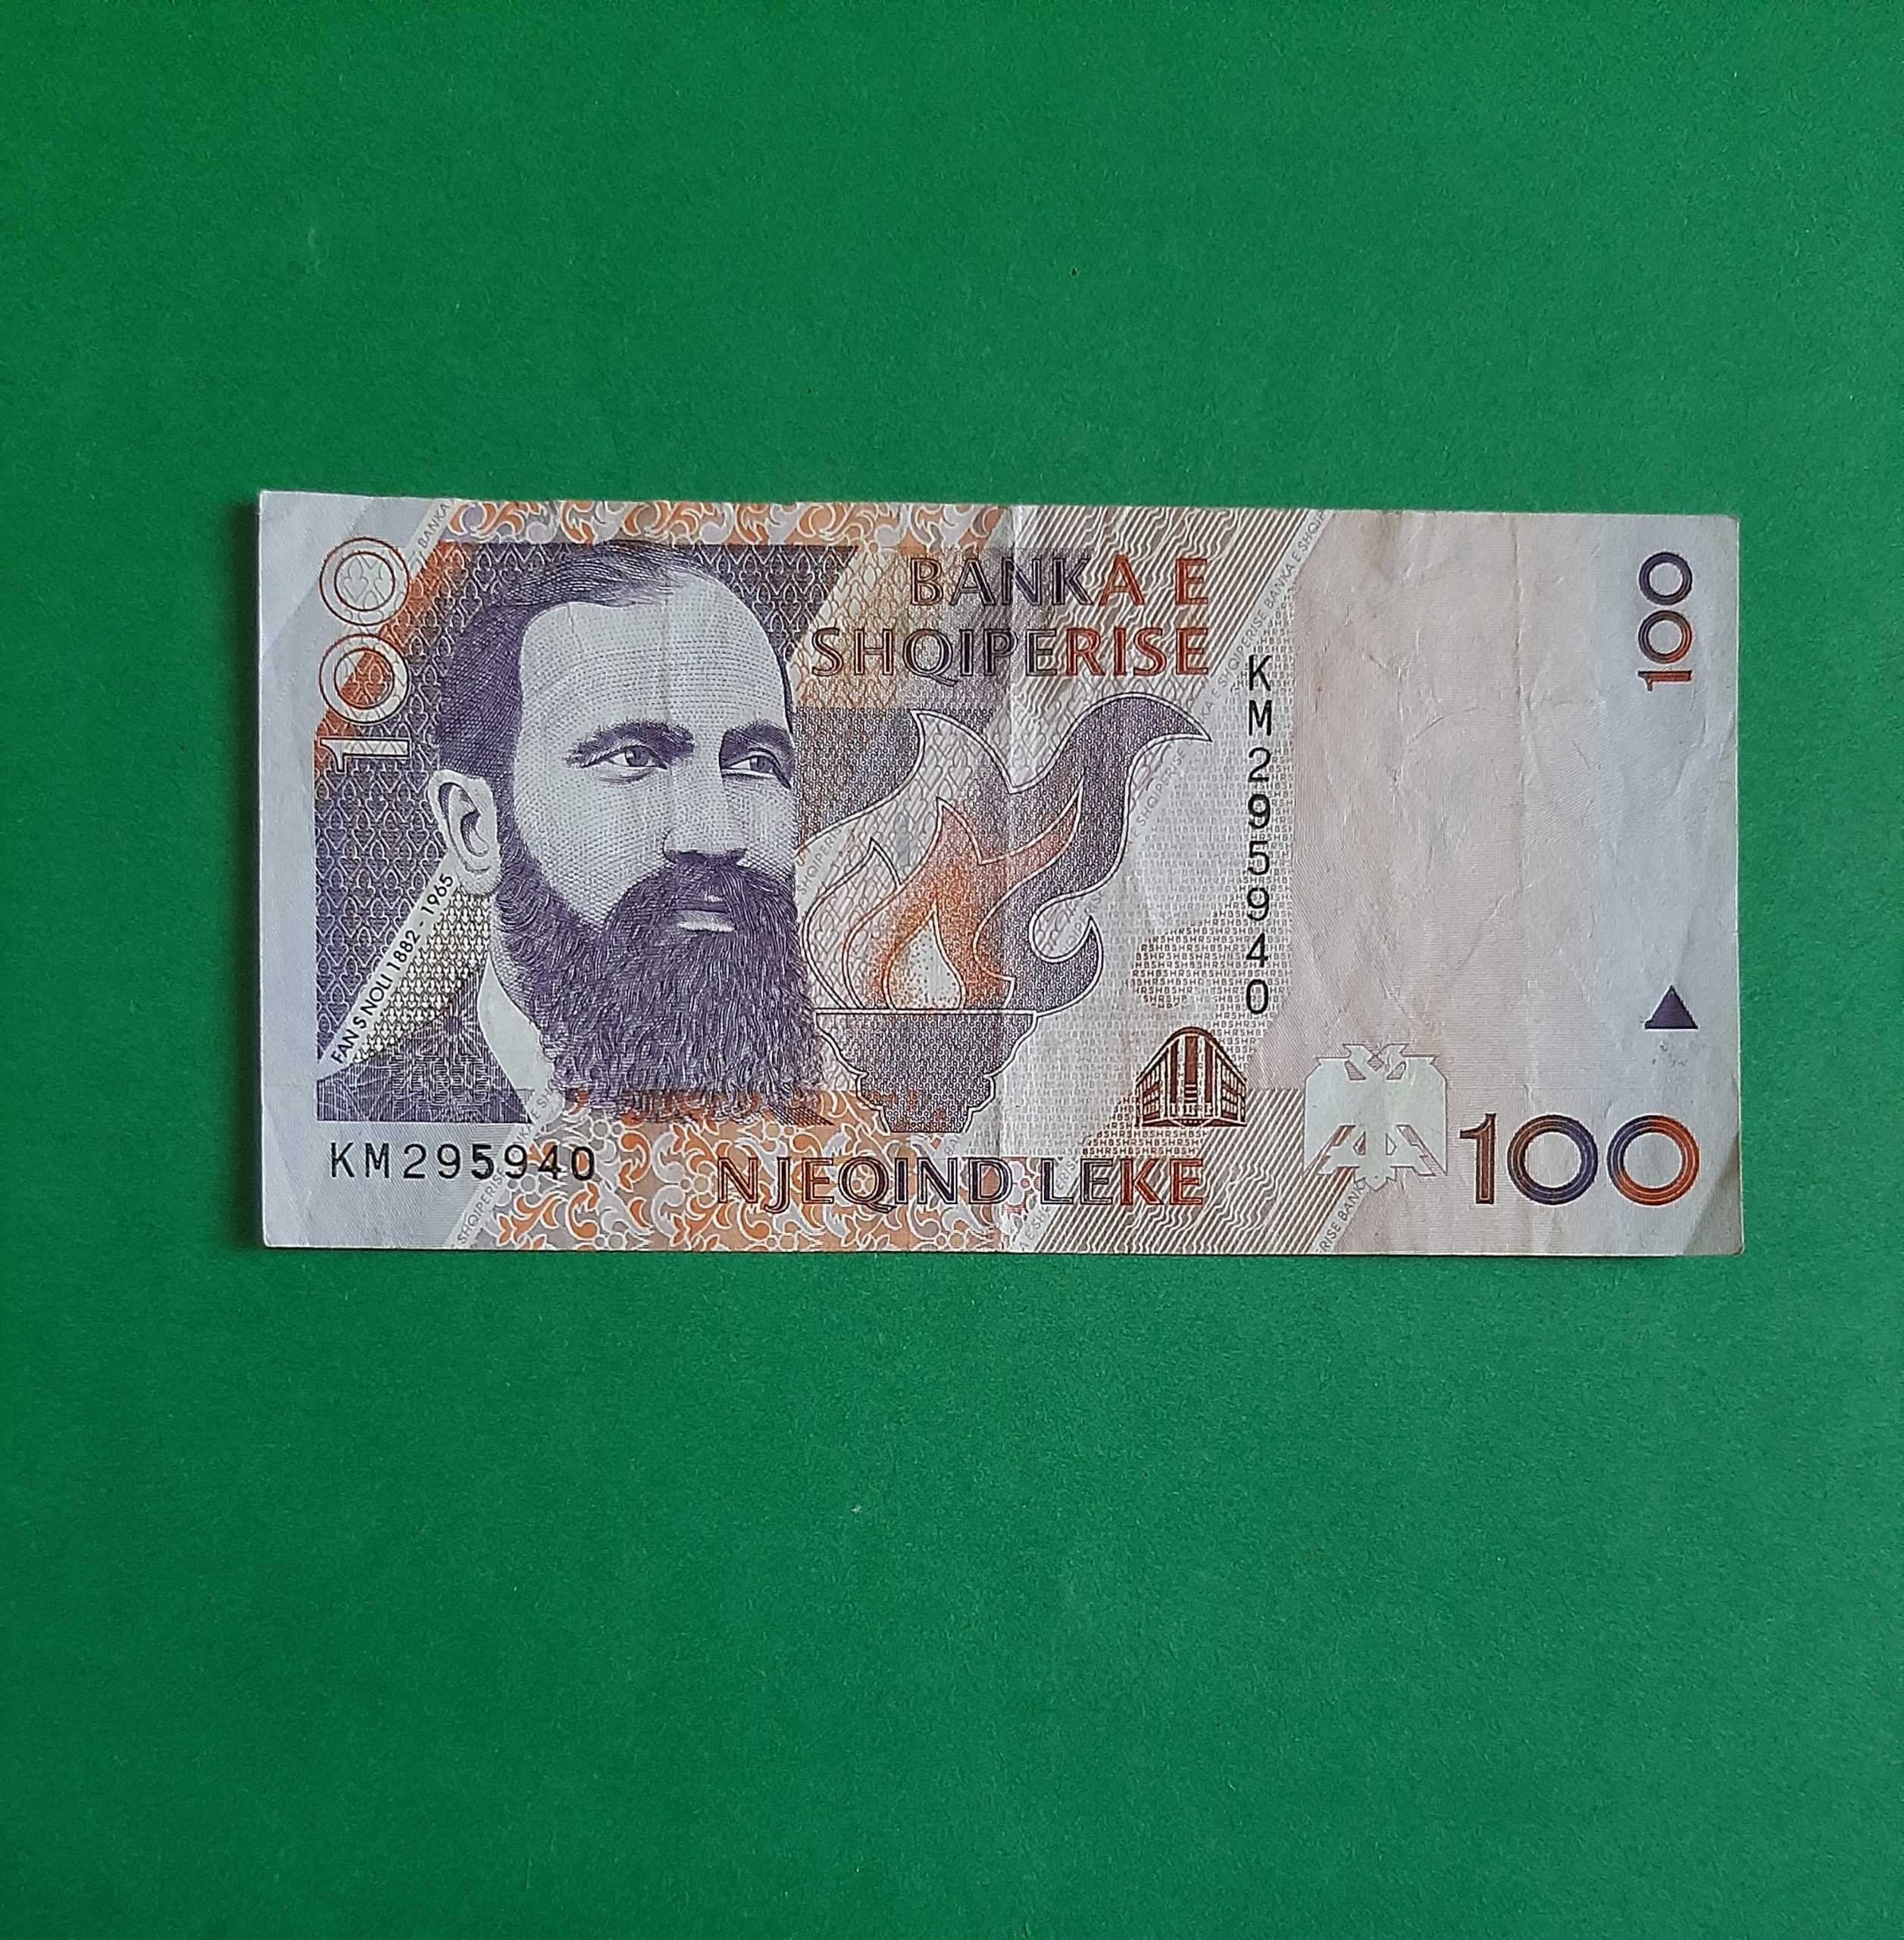 100
BANKA E
SHQIPERISE
100
KM295940
FAN S NOLI 1882 - 1965
KM295940
NJEQIND LEKE
100